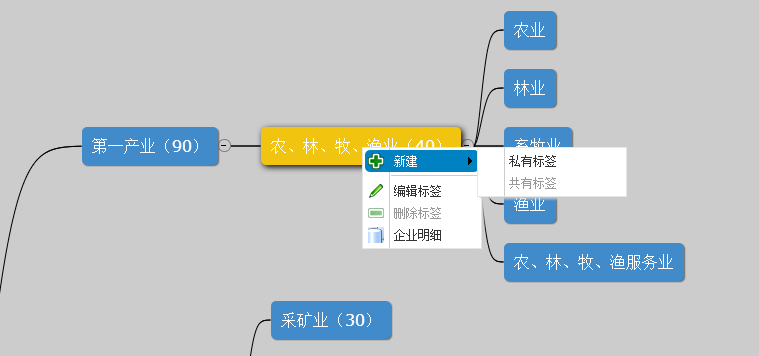 农业
林业
第一产业（90）
农、林、牧、渔业（40）
畜牧业
新建
私有标签
共有标签
编辑标签
渔业
删除标签
企业明细
农、林、牧、渔服务业
采矿业（30）